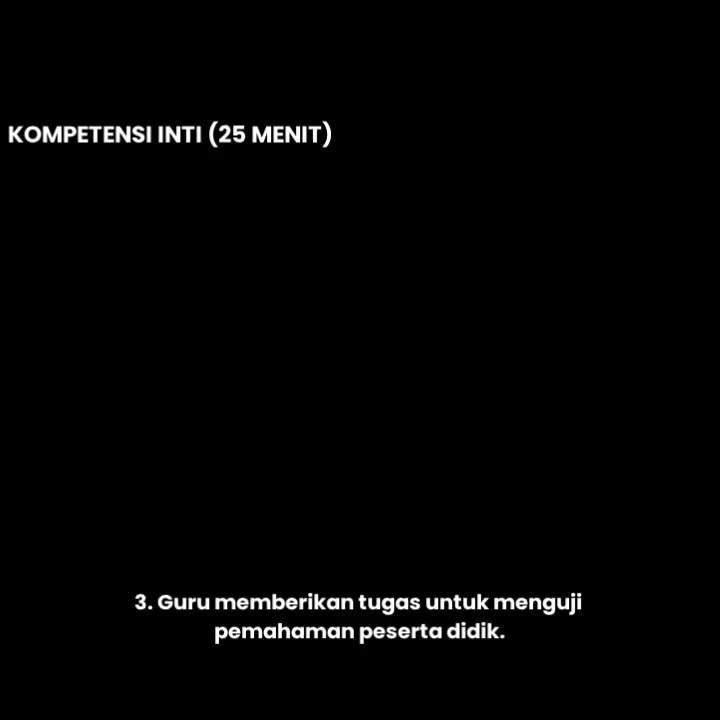 KOMPETENSI INTI (25 MENIT)
3. Guru memberikan tugas untuk menguji
pemahaman peserta didik.